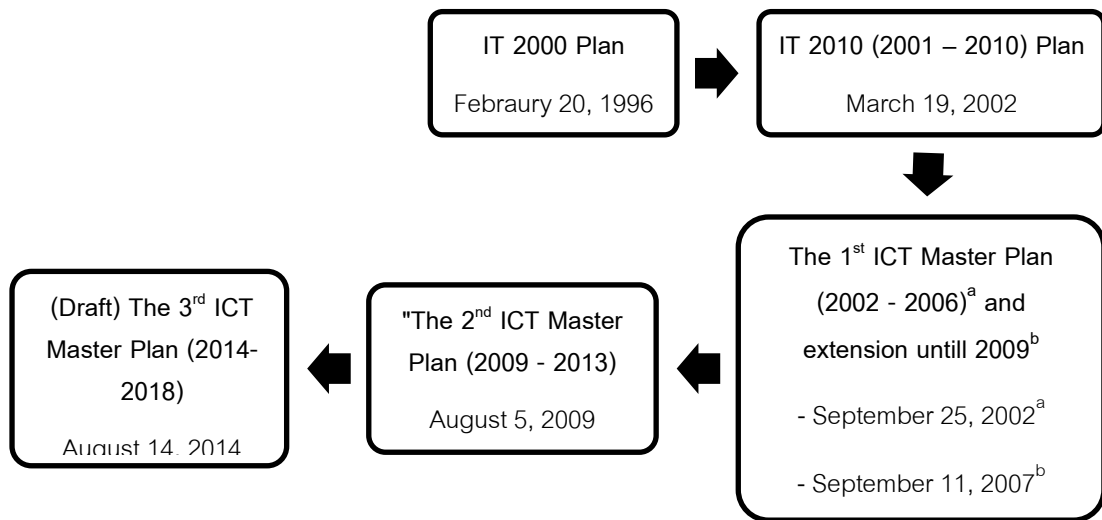 IT 2000 Plan
Febraury 20, 1996
IT 2010 (2001 – 2010) Plan
March 19, 2002
The 1st ICT Master Plan
(2002 - 2006)a and
extension untill 2009b
- September 25, 2002a
- September 11, 2007b
"The 2nd ICT Master
Plan (2009 - 2013)
August 5, 2009
(Draft) The 3rd ICT
Master Plan (2014-
2018)
August 14, 2014